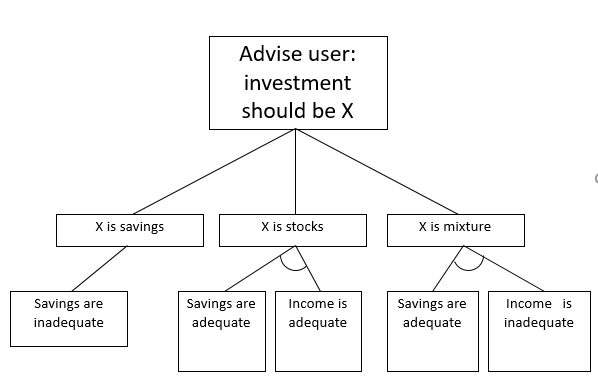 Advise user:
investment
should be X
X is savings
X is stocks
X is mixture
Savings are
inadequate
Savings are
adequate
Income is
adequate
Savings are
adequate
Income is
inadequate